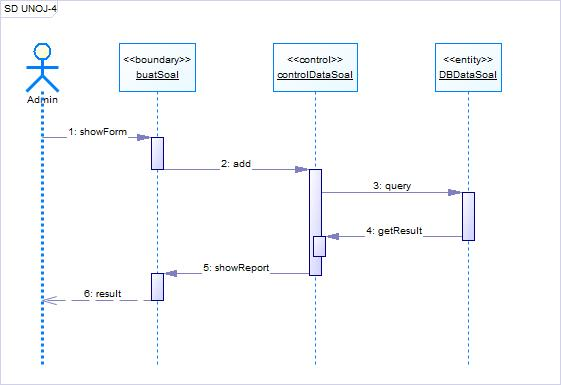 SD UNOJ-4
<<boundary>>
buatSoal
<<control>>
controlDataSoal
<<entity>>
DBDataSoal
Admin
1: showForm
2: add
3: query
4: getResult
5: showReport
6: result